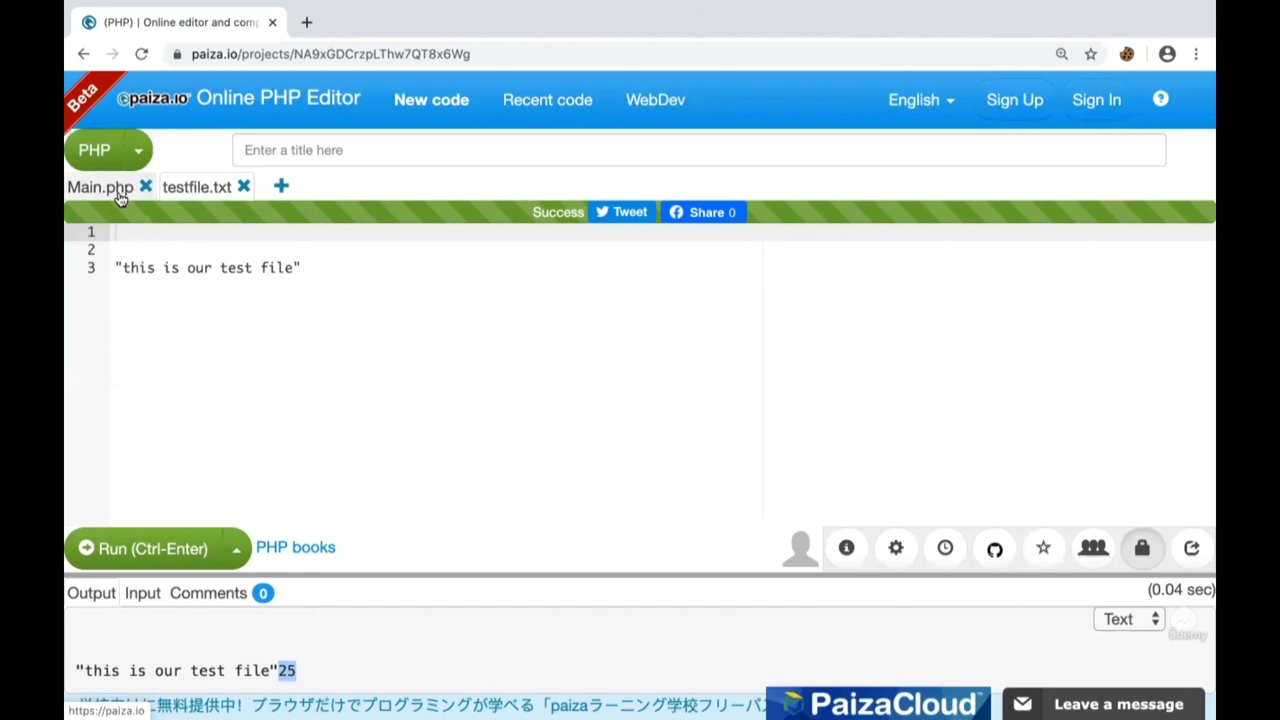 (PHP) | Online editor and comp
paiza.io/projects/NA9xGDCrzpLThw7QT8x6Wg
Beta
paiza.IO Online PHP Editor New code Recent code WebDev English Sign Up Sign In ?
PHP Enter a title here
Main.php testfile.txt
Success Tweet Share 0
1
2
3 "this is our test file"
Run (Ctrl-Enter) PHP books
Output Input Comments 0 (0.04 sec)
Text
ûdemy
"this is our test file"25
無料提供中! ブラウザだけでプログラミングが学べる「paizaラーニング学校フリーパス
PaizaCloud Leave a message
https://paiza.io